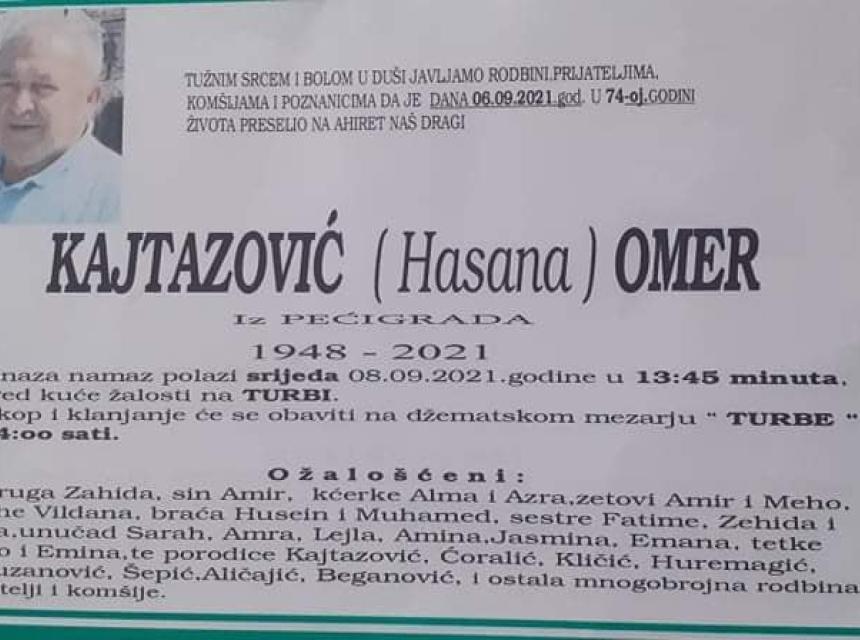 TUŽNIM SRCEM I BOLOM U DUŠI JAVLJAMO RODBINI.PRIJATELJIMA,
KOMŠIJAMA I POZNANICIMA DA JE DANA 06.09.2021.god. U 74-oj.GODINI
ŽIVOTA PRESELIO NA AHIRET NAŠ DRAGI
KAJTAZOVIĆ (Hasana) OMER
Iz PEĆIGRADA
1948 - 2021
naza namaz polazi srijeda 08.09.2021.godine u 13:45 minuta,
ed kuće žalosti na TURBI.
kop i klanjanje će se obaviti na džematskom mezarju " TURBE "
4:00 sati.
Ožalošćeni:
ruga Zahida, sin Amir, kćerke Alma i Azra,zetovi Amir i Meho,
ne Vildana, braća Husein i Muhamed, sestre Fatime, Zehida i
a,unučad Sarah, Amra, Lejla, Amina,Jasmina, Emana, tetke
o i Emina,te porodice Kajtazović, Ćoralić, Kličić, Huremagić,
uzanović, Šepić,Aličajić, Beganović, i ostala mnogobrojna rodbina
telji i komšije.